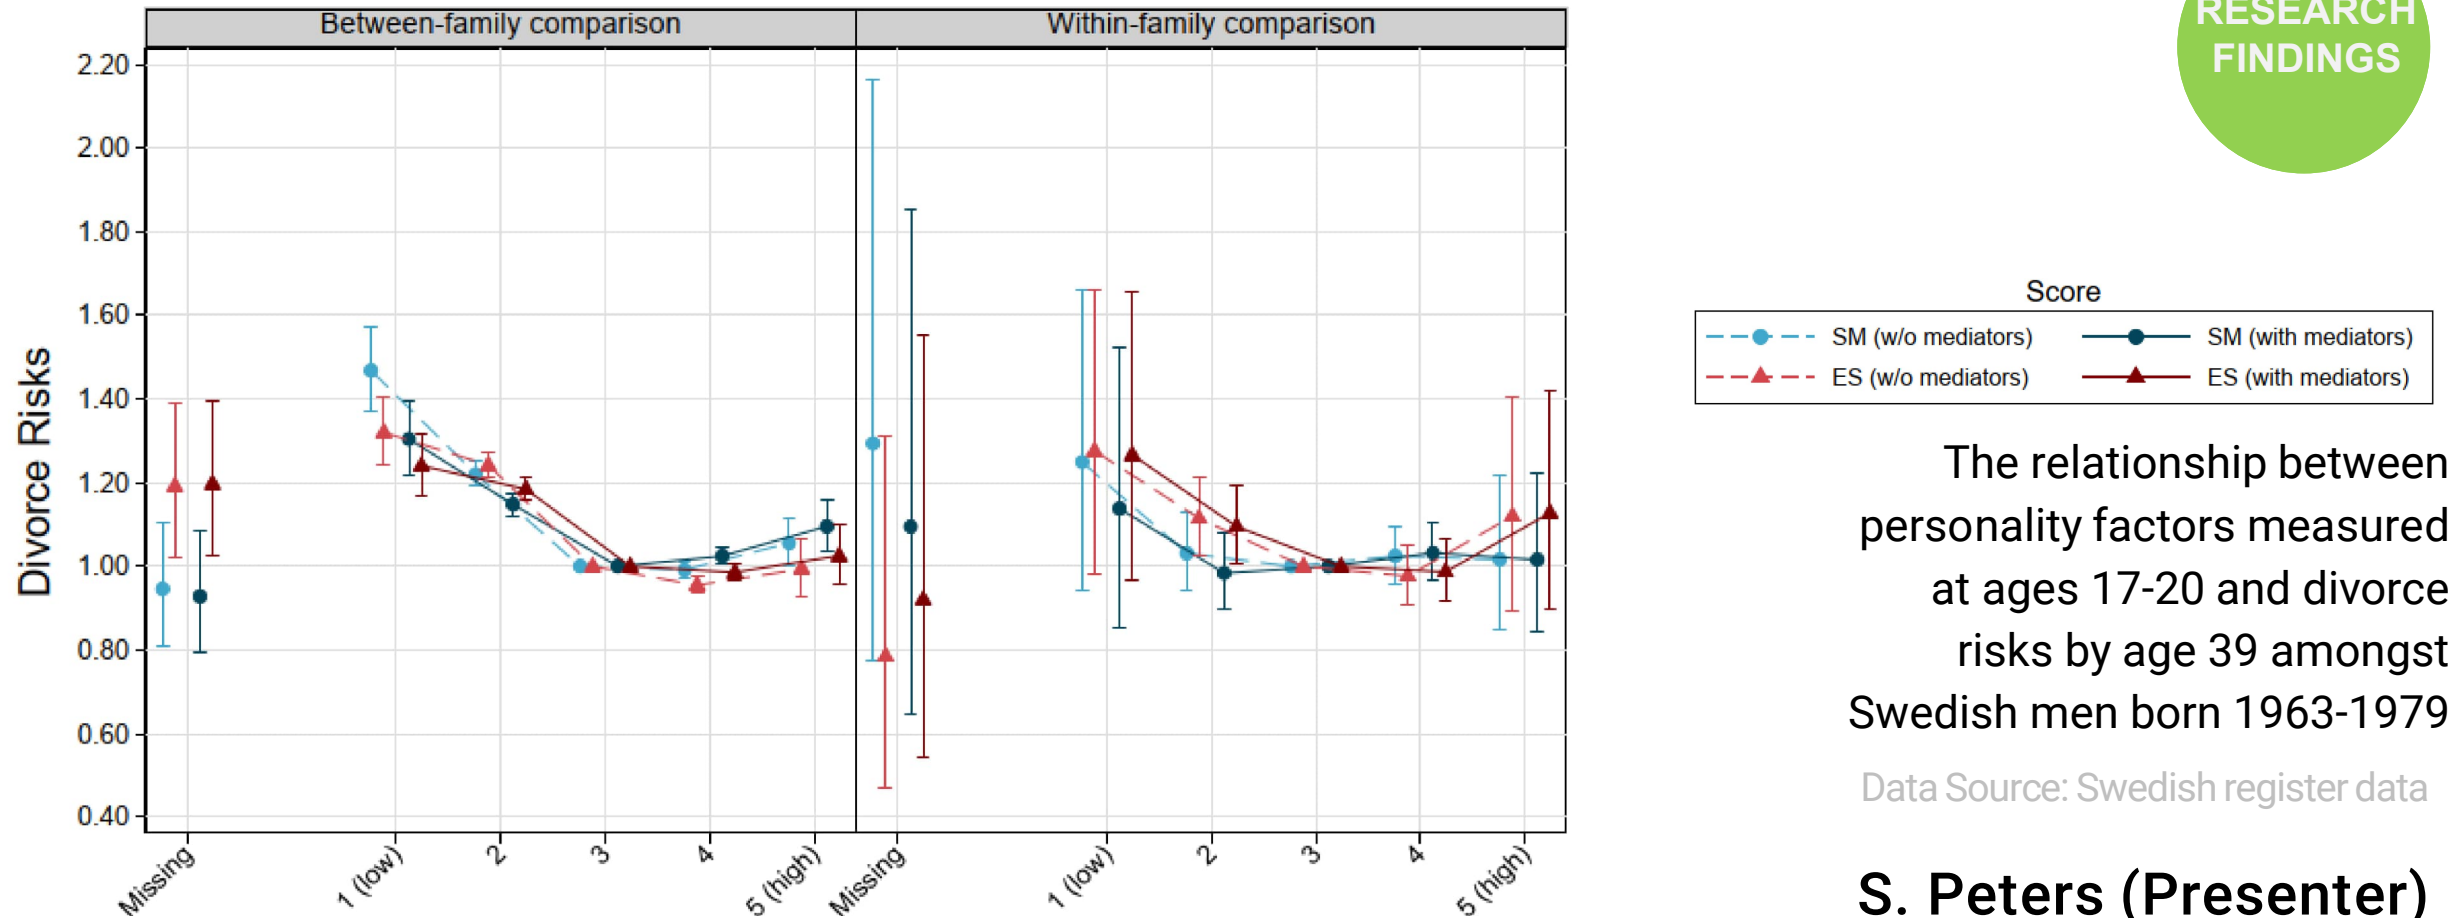 Between-family comparison
Within-family comparison
RESEARCH
FINDINGS
Divorce Risks
2.20
2.00
1.80
1.60
1.40
1.20
1.00
0.80
0.60
0.40
Missing
1 (low)
2
3
4
5 (high)
Missing
1 (low)
2
3
4
5 (high)
Score
SM (w/o mediators)
SM (with mediators)
ES (w/o mediators)
ES (with mediators)
The relationship between
personality factors measured
at ages 17-20 and divorce
risks by age 39 amongst
Swedish men born 1963-1979
Data Source: Swedish register data
S. Peters (Presenter)